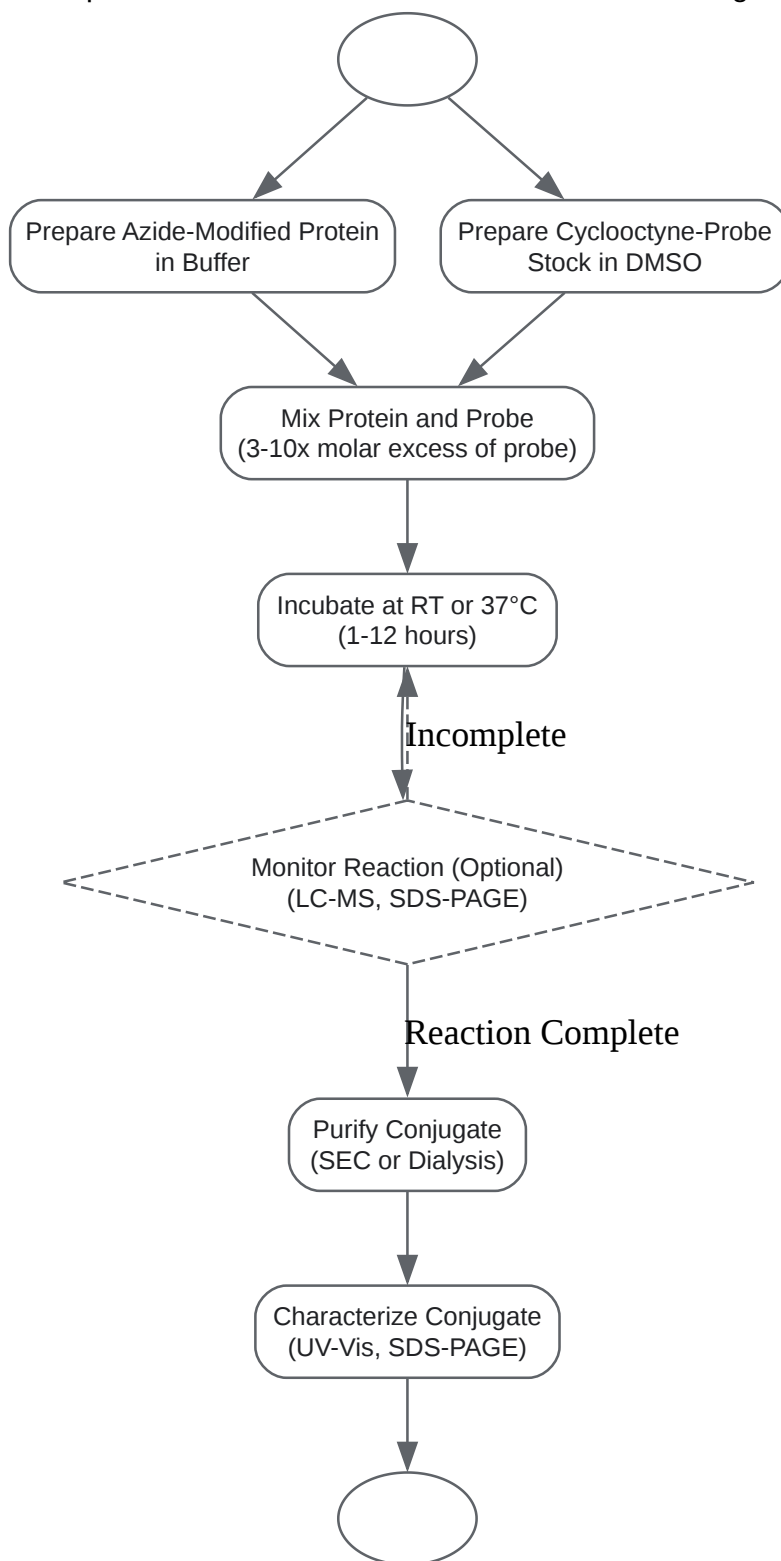 Prepare Azide-Modified Protein
in Buffer
Prepare Cyclooctyne-Probe
Stock in DMSO
Mix Protein and Probe
(3-10x molar excess of probe)
Incubate at RT or 37°C
(1-12 hours)
Incomplete
Monitor Reaction (Optional)
(LC-MS, SDS-PAGE)
Reaction Complete
Purify Conjugate
(SEC or Dialysis)
Characterize Conjugate
(UV-Vis, SDS-PAGE)